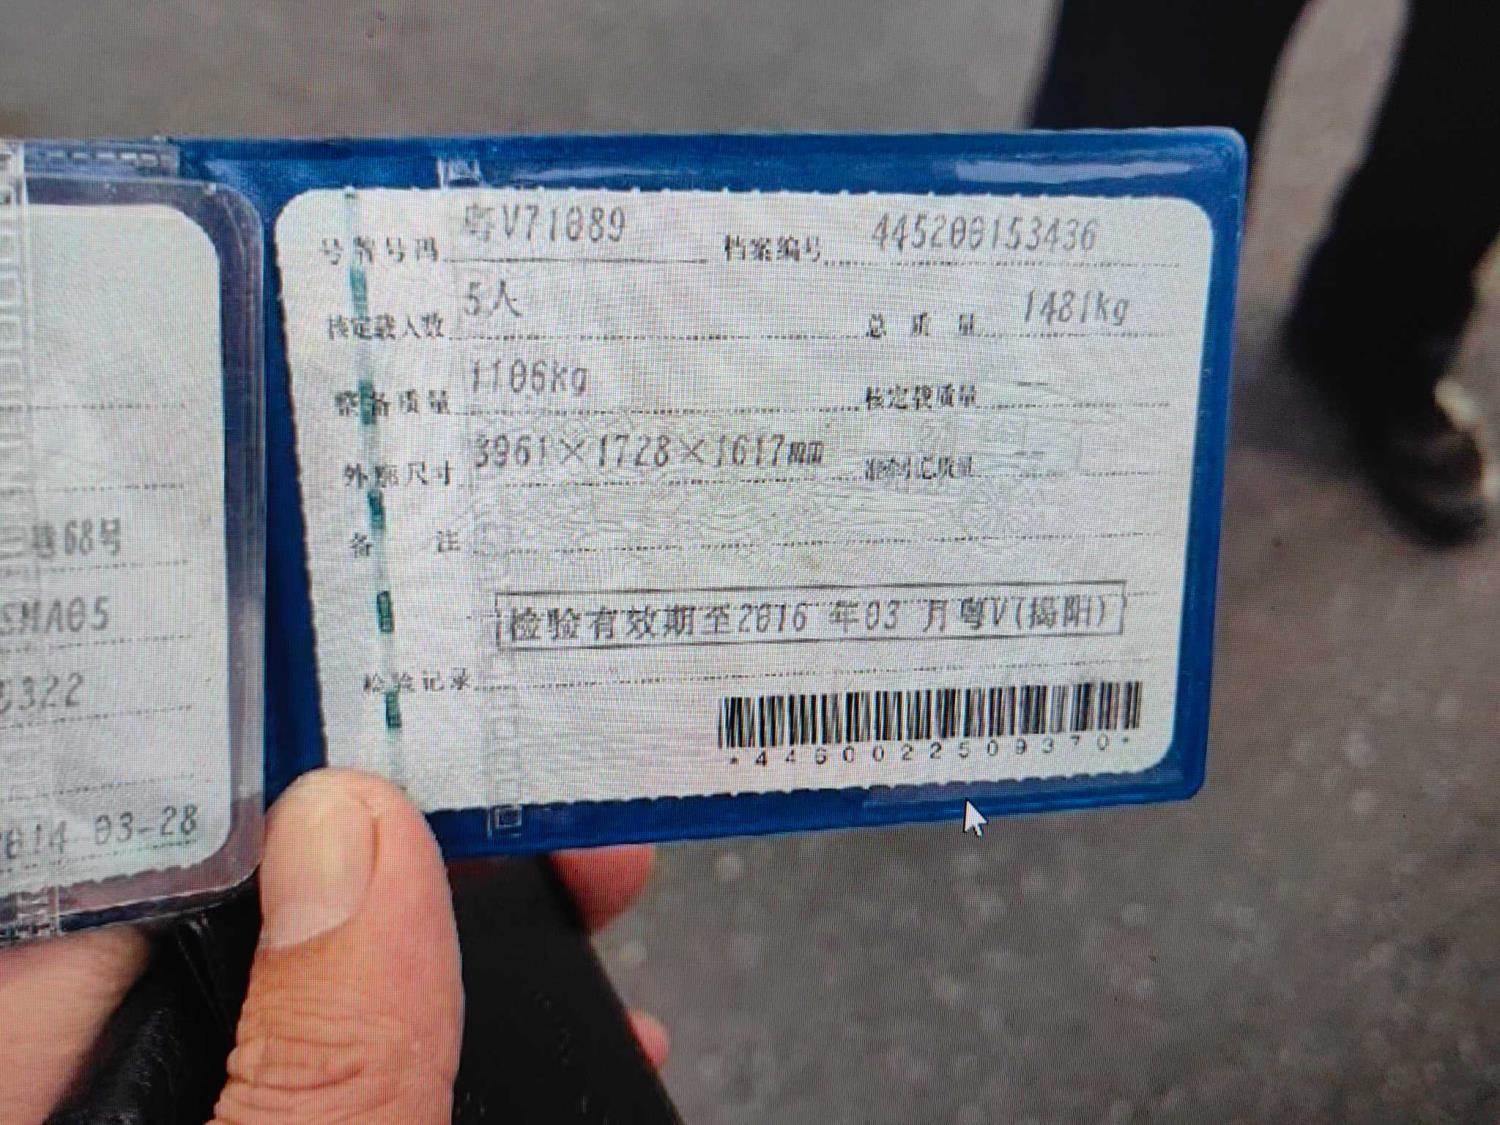 号牌号码 粤V71089 档案编号 445200153436
核定载人数 5人 总质量 1481kg
整备质量 1106kg 核定载质量 --
外廓尺寸 3961×1728×1617mm 准牵引总质量 --
备注
检验有效期至2016 年03 月粤V(揭阳)
检验记录
*4460022509370*
巷68号
SMA05
322
2014-03-28